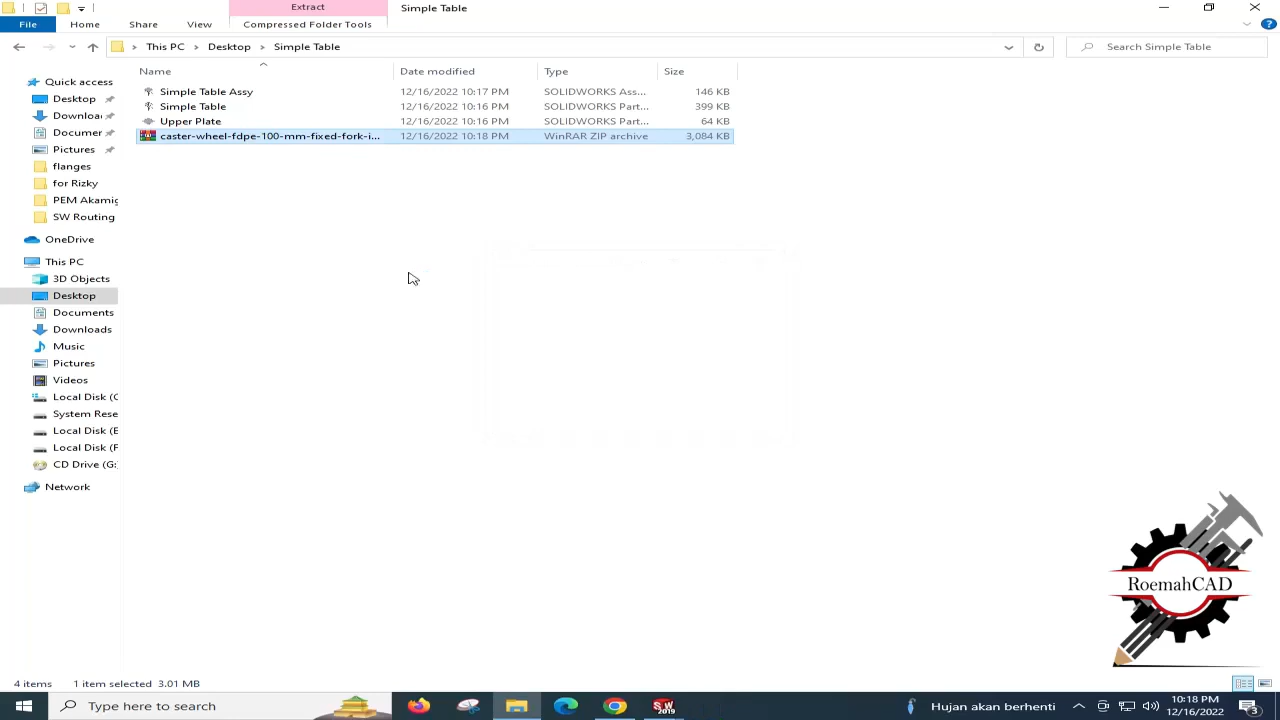 Extract
Simple Table
File
Home
Share
View
Compressed Folder Tools
This PC
Desktop
Simple Table
Search Simple Table
Name
Date modified
Type
Size
Simple Table Assy
12/16/2022 10:17 PM
SOLIDWORKS Ass...
146 KB
Simple Table
12/16/2022 10:16 PM
SOLIDWORKS Part...
399 KB
Upper Plate
12/16/2022 10:16 PM
SOLIDWORKS Part...
64 KB
caster-wheel-fdpe-100-mm-fixed-fork-i...
12/16/2022 10:18 PM
WinRAR ZIP archive
3,084 KB
Quick access
Desktop
Downloa
Documer
Pictures
flanges
for Rizky
PEM Akamig
SW Routing
OneDrive
This PC
3D Objects
Desktop
Documents
Downloads
Music
Pictures
Videos
Local Disk (C
System Rese
Local Disk (E
Local Disk (F
CD Drive (G:
Network
RoemahCAD
4 items
1 item selected
3.01 MB
Type here to search
SW
2019
Hujan akan berhenti
10:18 PM
12/16/2022
3